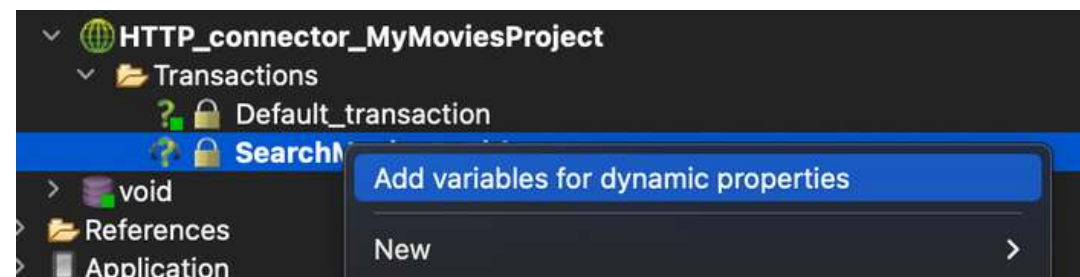 HTTP_connector_MyMoviesProject
Transactions
Default_transaction
Add variables for dynamic properties
void
References
New
Application